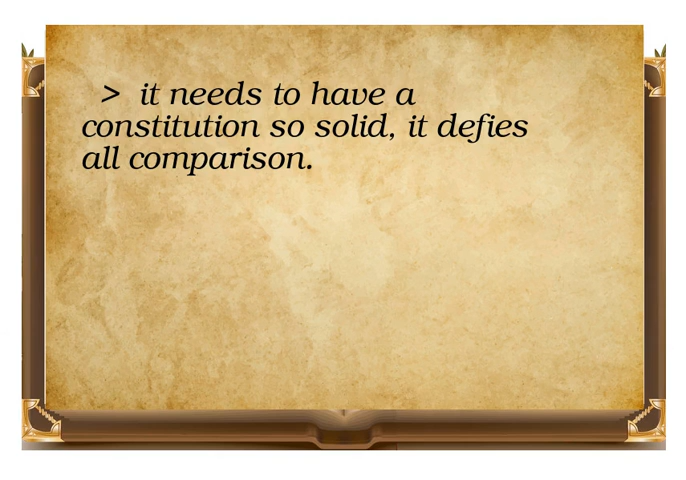 > it needs to have a
constitution so solid, it defies
all comparison.